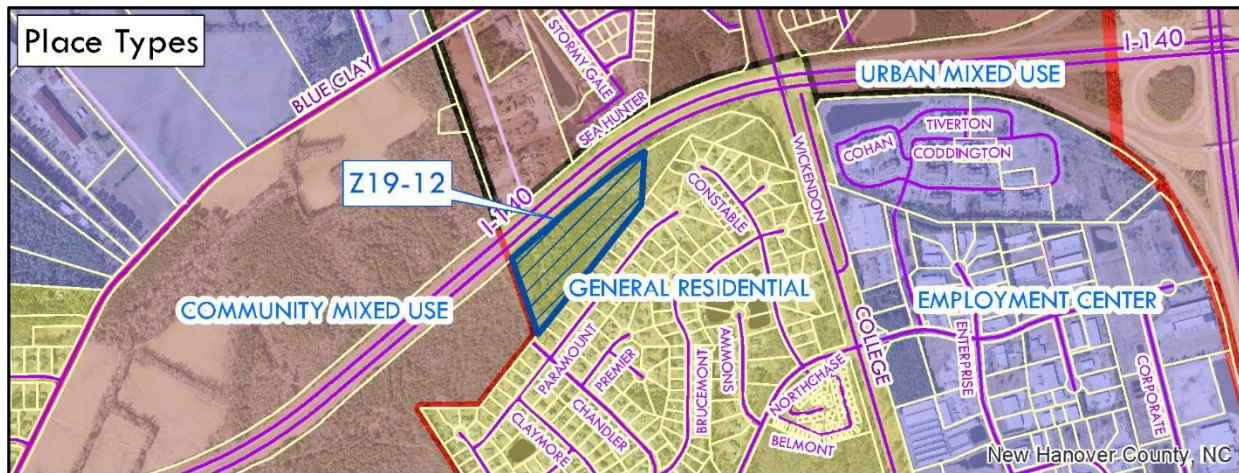 Place Types
BLUE CLAY
STORMY GALE
SEA HUNTER
I-140
URBAN MIXED USE
TIVERTON
COHAN
CODDINGTON
WICKENDON
Z19-12
I-140
CONSTABLE
COMMUNITY MIXED USE
GENERAL RESIDENTIAL
EMPLOYMENT CENTER
PARAMOUNT
PREMIER
AMMONS
COLLEGE
ENTERPRISE
BRUCEMONT
NORTHCHASE
CORPORATE
CHANDLER
CLAYMORE
BELMONT
New Hanover County, NC